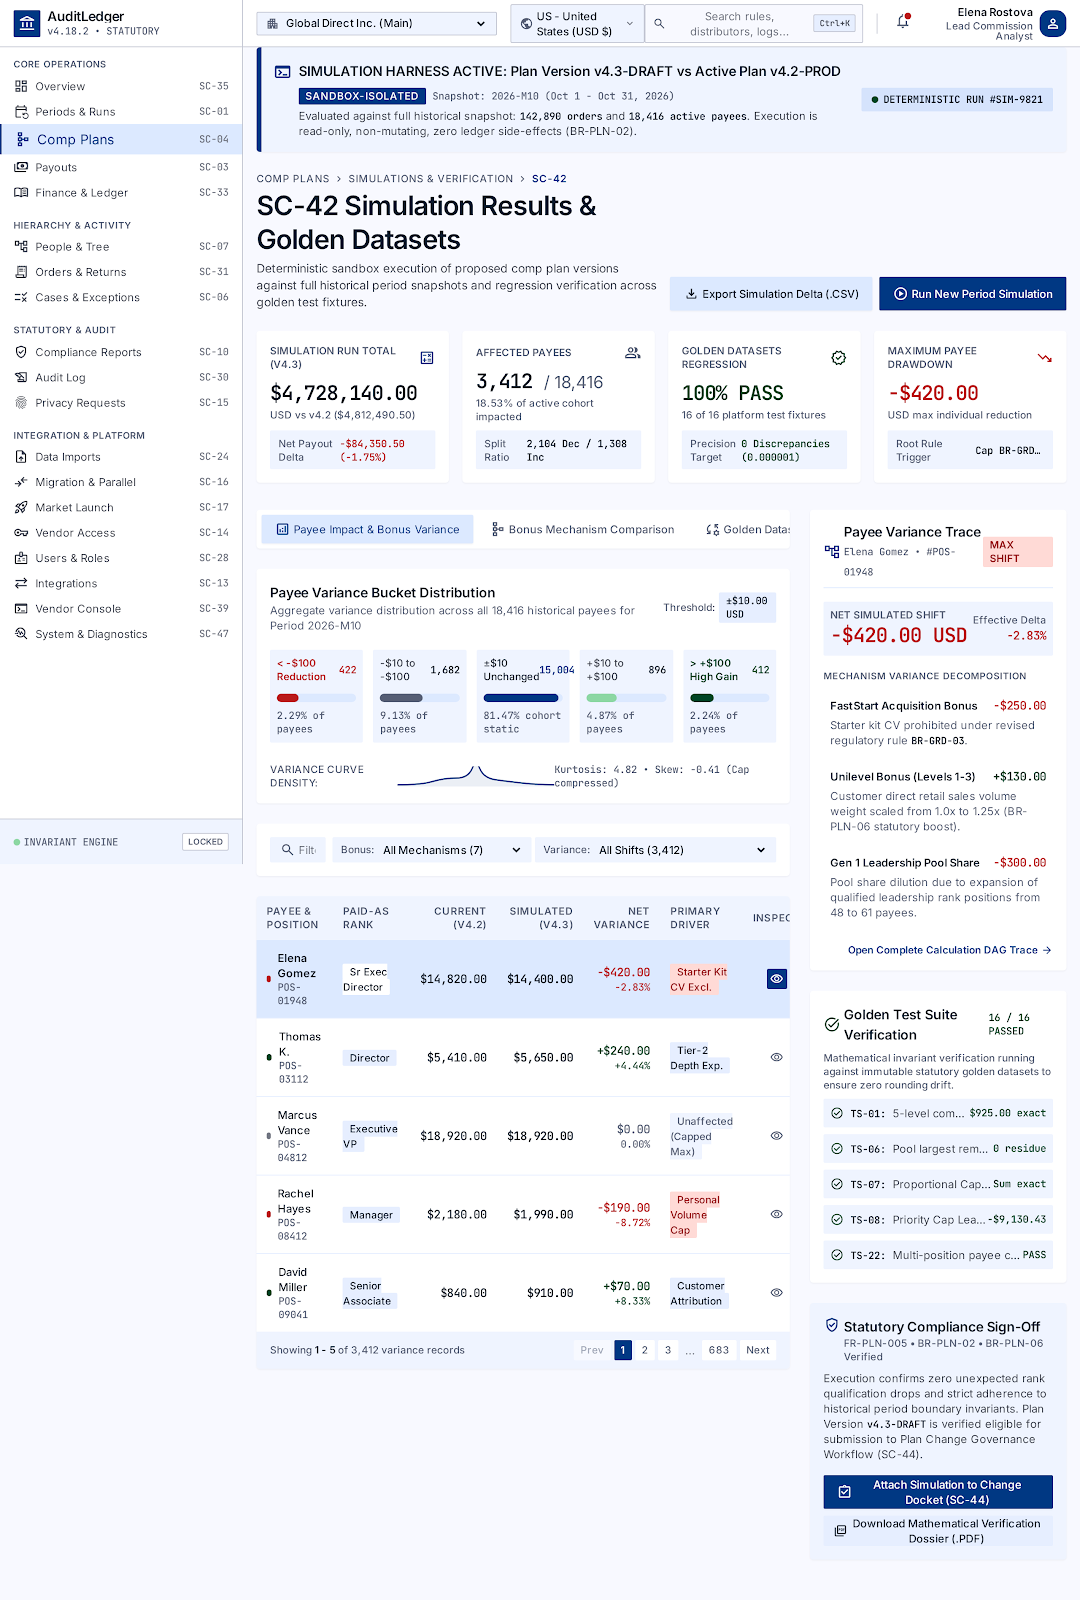 AuditLedger
v4.18.2 • STATUTORY
Global Direct Inc. (Main)
US - United States (USD $)
Search rules, distributors, logs...
Ctrl+K
Elena Rostova
Lead Commission Analyst
CORE OPERATIONS
Overview SC-35
Periods & Runs SC-01
Comp Plans SC-04
Payouts SC-03
Finance & Ledger SC-33
HIERARCHY & ACTIVITY
People & Tree SC-07
Orders & Returns SC-31
Cases & Exceptions SC-06
STATUTORY & AUDIT
Compliance Reports SC-10
Audit Log SC-30
Privacy Requests SC-15
INTEGRATION & PLATFORM
Data Imports SC-24
Migration & Parallel SC-16
Market Launch SC-17
Vendor Access SC-14
Users & Roles SC-28
Integrations SC-13
Vendor Console SC-39
System & Diagnostics SC-47
INVARIANT ENGINE LOCKED
SIMULATION HARNESS ACTIVE: Plan Version v4.3-DRAFT vs Active Plan v4.2-PROD
SANDBOX-ISOLATED Snapshot: 2026-M10 (Oct 1 - Oct 31, 2026)
Evaluated against full historical snapshot: 142,890 orders and 18,416 active payees. Execution is
read-only, non-mutating, zero ledger side-effects (BR-PLN-02).
DETERMINISTIC RUN #SIM-9821
COMP PLANS › SIMULATIONS & VERIFICATION › SC-42
SC-42 Simulation Results &
Golden Datasets
Deterministic sandbox execution of proposed comp plan versions
against full historical period snapshots and regression verification across
golden test fixtures.
Export Simulation Delta (.CSV)
Run New Period Simulation
SIMULATION RUN TOTAL (V4.3)
$4,728,140.00
USD vs v4.2 ($4,812,490.50)
Net Payout Delta -$84,350.50 (-1.75%)
AFFECTED PAYEES
3,412 / 18,416
18.53% of active cohort impacted
Split Ratio 2,104 Dec / 1,308 Inc
GOLDEN DATASETS REGRESSION
100% PASS
16 of 16 platform test fixtures
Precision Target 0 Discrepancies (0.000001)
MAXIMUM PAYEE DRAWDOWN
-$420.00
USD max individual reduction
Root Rule Trigger Cap BR-GRD…
Payee Impact & Bonus Variance
Bonus Mechanism Comparison
Golden Datas
Payee Variance Bucket Distribution
Aggregate variance distribution across all 18,416 historical payees for
Period 2026-M10
Threshold: ±$10.00 USD
< -$100 Reduction 422
2.29% of payees
-$10 to -$100 1,682
9.13% of payees
±$10 Unchanged 15,004
81.47% cohort static
+$10 to +$100 896
4.87% of payees
> +$100 High Gain 412
2.24% of payees
VARIANCE CURVE DENSITY:
Kurtosis: 4.82 • Skew: -0.41 (Cap compressed)
Filt
Bonus: All Mechanisms (7)
Variance: All Shifts (3,412)
PAYEE & POSITION PAID-AS RANK CURRENT (V4.2) SIMULATED (V4.3) NET VARIANCE PRIMARY DRIVER INSPEC
Elena Gomez POS-01948 Sr Exec Director $14,820.00 $14,400.00 -$420.00 -2.83% Starter Kit CV Excl.
Thomas K. POS-03112 Director $5,410.00 $5,650.00 +$240.00 +4.44% Tier-2 Depth Exp.
Marcus Vance POS-04812 Executive VP $18,920.00 $18,920.00 $0.00 0.00% Unaffected (Capped Max)
Rachel Hayes POS-08412 Manager $2,180.00 $1,990.00 -$190.00 -8.72% Personal Volume Cap
David Miller POS-09041 Senior Associate $840.00 $910.00 +$70.00 +8.33% Customer Attribution
Showing 1 - 5 of 3,412 variance records
Prev 1 2 3 ... 683 Next
Payee Variance Trace
Elena Gomez • #POS-01948
MAX SHIFT
NET SIMULATED SHIFT
-$420.00 USD
Effective Delta
-2.83%
MECHANISM VARIANCE DECOMPOSITION
FastStart Acquisition Bonus -$250.00
Starter kit CV prohibited under revised
regulatory rule BR-GRD-03.
Unilevel Bonus (Levels 1-3) +$130.00
Customer direct retail sales volume
weight scaled from 1.0x to 1.25x (BR-
PLN-06 statutory boost).
Gen 1 Leadership Pool Share -$300.00
Pool share dilution due to expansion of
qualified leadership rank positions from
48 to 61 payees.
Open Complete Calculation DAG Trace →
Golden Test Suite Verification
16 / 16 PASSED
Mathematical invariant verification running
against immutable statutory golden datasets to
ensure zero rounding drift.
TS-01: 5-level com… $925.00 exact
TS-06: Pool largest rem… 0 residue
TS-07: Proportional Cap… Sum exact
TS-08: Priority Cap Lea… -$9,130.43
TS-22: Multi-position payee c… PASS
Statutory Compliance Sign-Off
FR-PLN-005 • BR-PLN-02 • BR-PLN-06
Verified
Execution confirms zero unexpected rank
qualification drops and strict adherence to
historical period boundary invariants. Plan
Version v4.3-DRAFT is verified eligible for
submission to Plan Change Governance
Workflow (SC-44).
Attach Simulation to Change
Docket (SC-44)
Download Mathematical Verification
Dossier (.PDF)